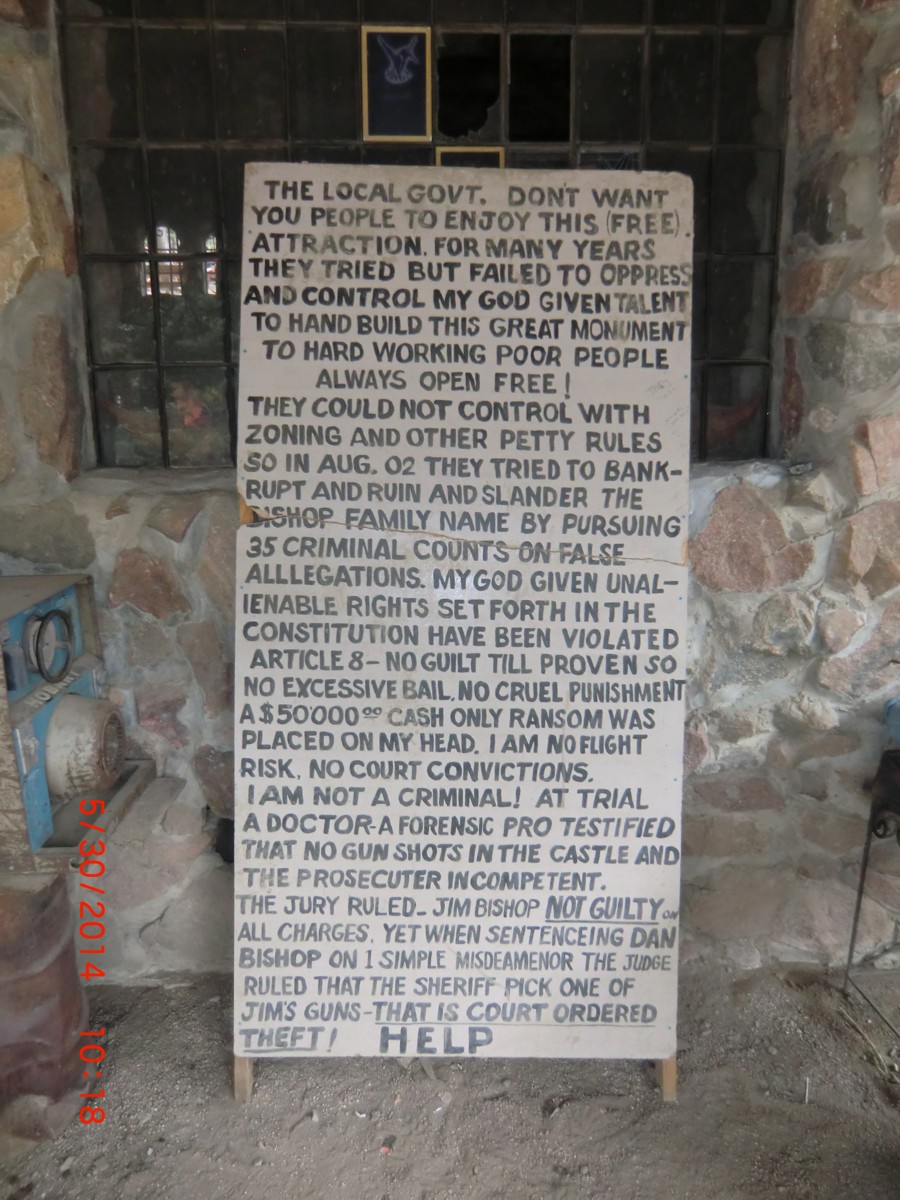 THE LOCAL GOVT. DON'T WANT
YOU PEOPLE TO ENJOY THIS (FREE).
ATTRACTION. FOR MANY YEARS
THEY TRIED BUT FAILED TO OPPRESS
AND CONTROL MY GOD GIVEN TALENT
TO HAND BUILD THIS GREAT MONUMENT
TO HARD WORKING POOR PEOPLE
ALWAYS OPEN FREE!
THEY COULD NOT CONTROL WITH
ZONING AND OTHER PETTY RULES
SO IN AUG. 02 THEY TRIED TO BANK-
RUPT AND RUIN AND SLANDER THE
BISHOP FAMILY NAME BY PURSUING
35 CRIMINAL COUNTS ON FALSE
ALLLEGATIONS. MY GOD GIVEN UNAL-
IENABLE RIGHTS SET FORTH IN THE
CONSTITUTION HAVE BEEN VIOLATED
ARTICLE 8- NO GUILT TILL PROVEN SO
NO EXCESSIVE BAIL. NO CRUEL PUNISHMENT
A $50'000 00 CASH ONLY RANSOM WAS
PLACED ON MY HEAD. I AM NO FLIGHT
RISK. NO COURT CONVICTIONS.
I AM NOT A CRIMINAL! AT TRIAL
A DOCTOR-A FORENSIC PRO TESTIFIED
THAT NO GUN SHOTS IN THE CASTLE AND
THE PROSECUTER INCOMPETENT.
THE JURY RULED- JIM BISHOP NOT GUILTY ON
ALL CHARGES. YET WHEN SENTENCEING DAN
BISHOP ON 1 SIMPLE MISDEAMENOR THE JUDGE
RULED THAT THE SHERIFF PICK ONE OF
JIM'S GUNS-THAT IS COURT ORDERED
THEFT! HELP
5/30/2014 10:18